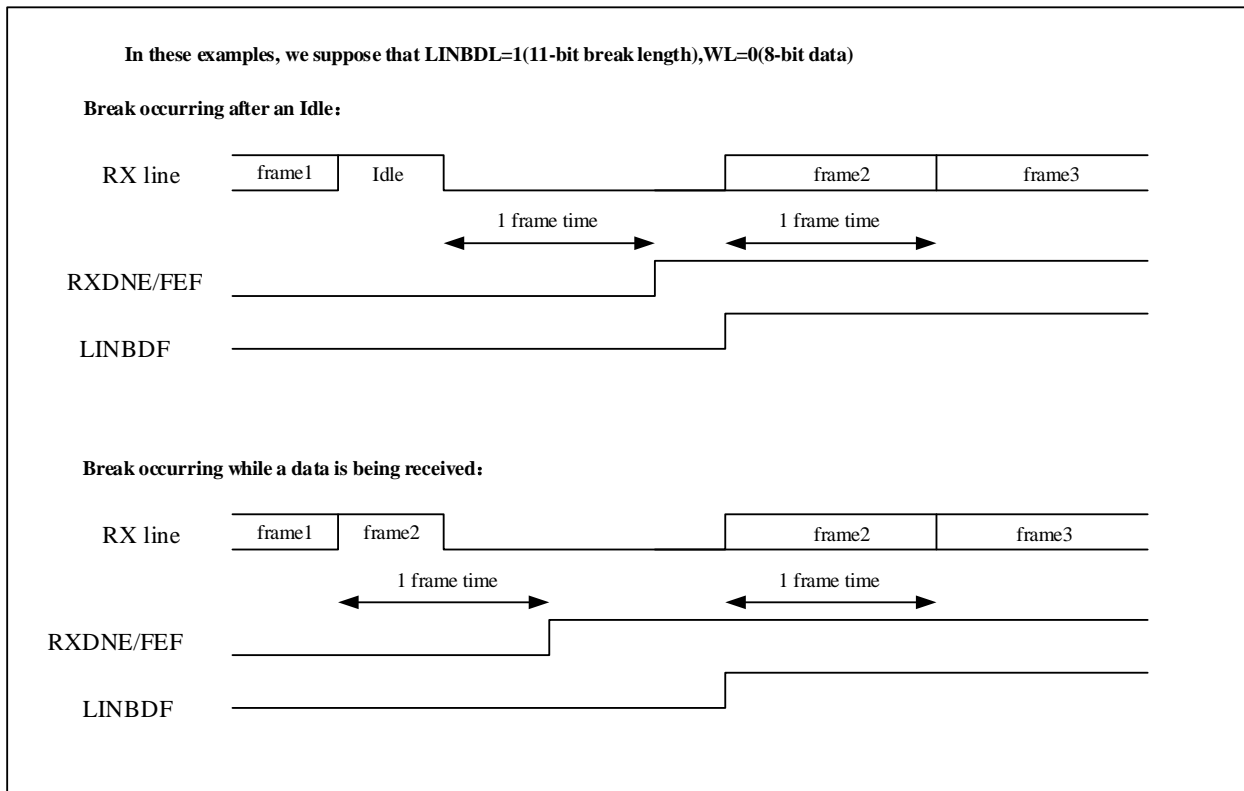 In these examples, we suppose that LINBDL=1(11-bit break length),WL=0(8-bit data)
Break occurring after an Idle：
RX line
frame1
Idle
frame2
frame3
1 frame time
1 frame time
RXDNE/FEF
LINBDF
Break occurring while a data is being received：
RX line
frame1
frame2
frame2
frame3
1 frame time
1 frame time
RXDNE/FEF
LINBDF